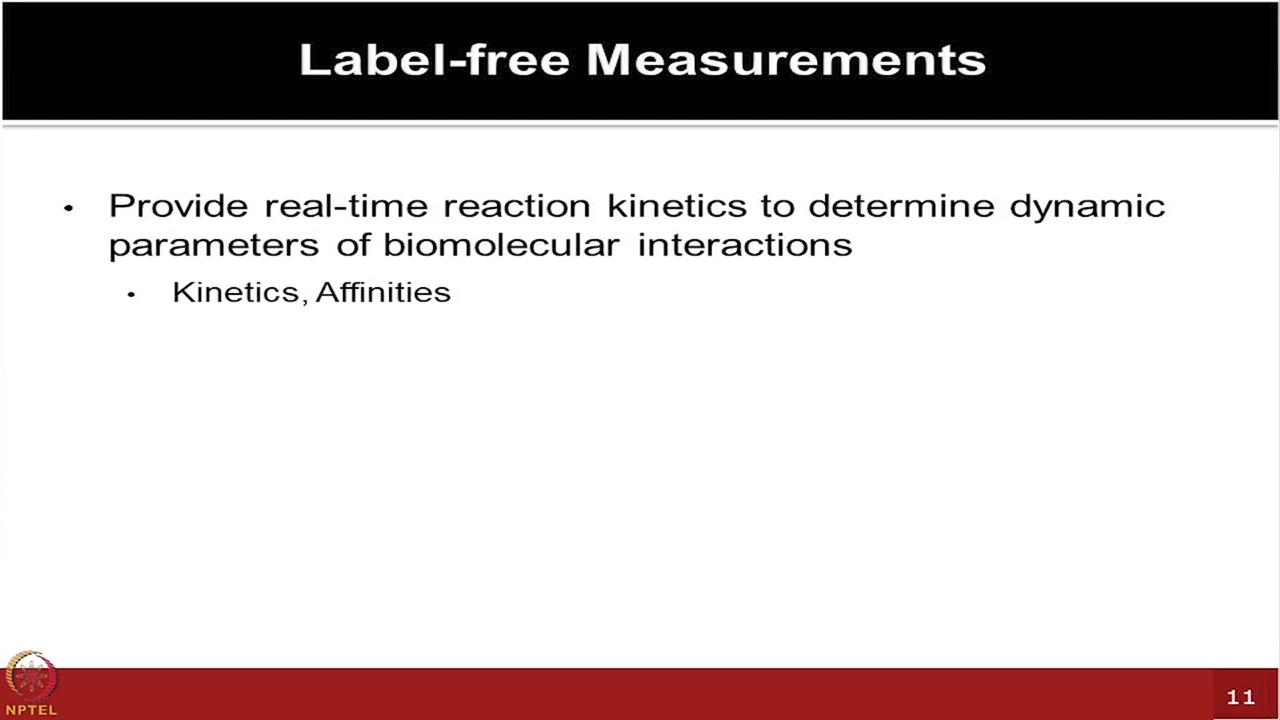 Label-free Measurements
• Provide real-time reaction kinetics to determine dynamic
parameters of biomolecular interactions
• Kinetics, Affinities
NPTEL
11